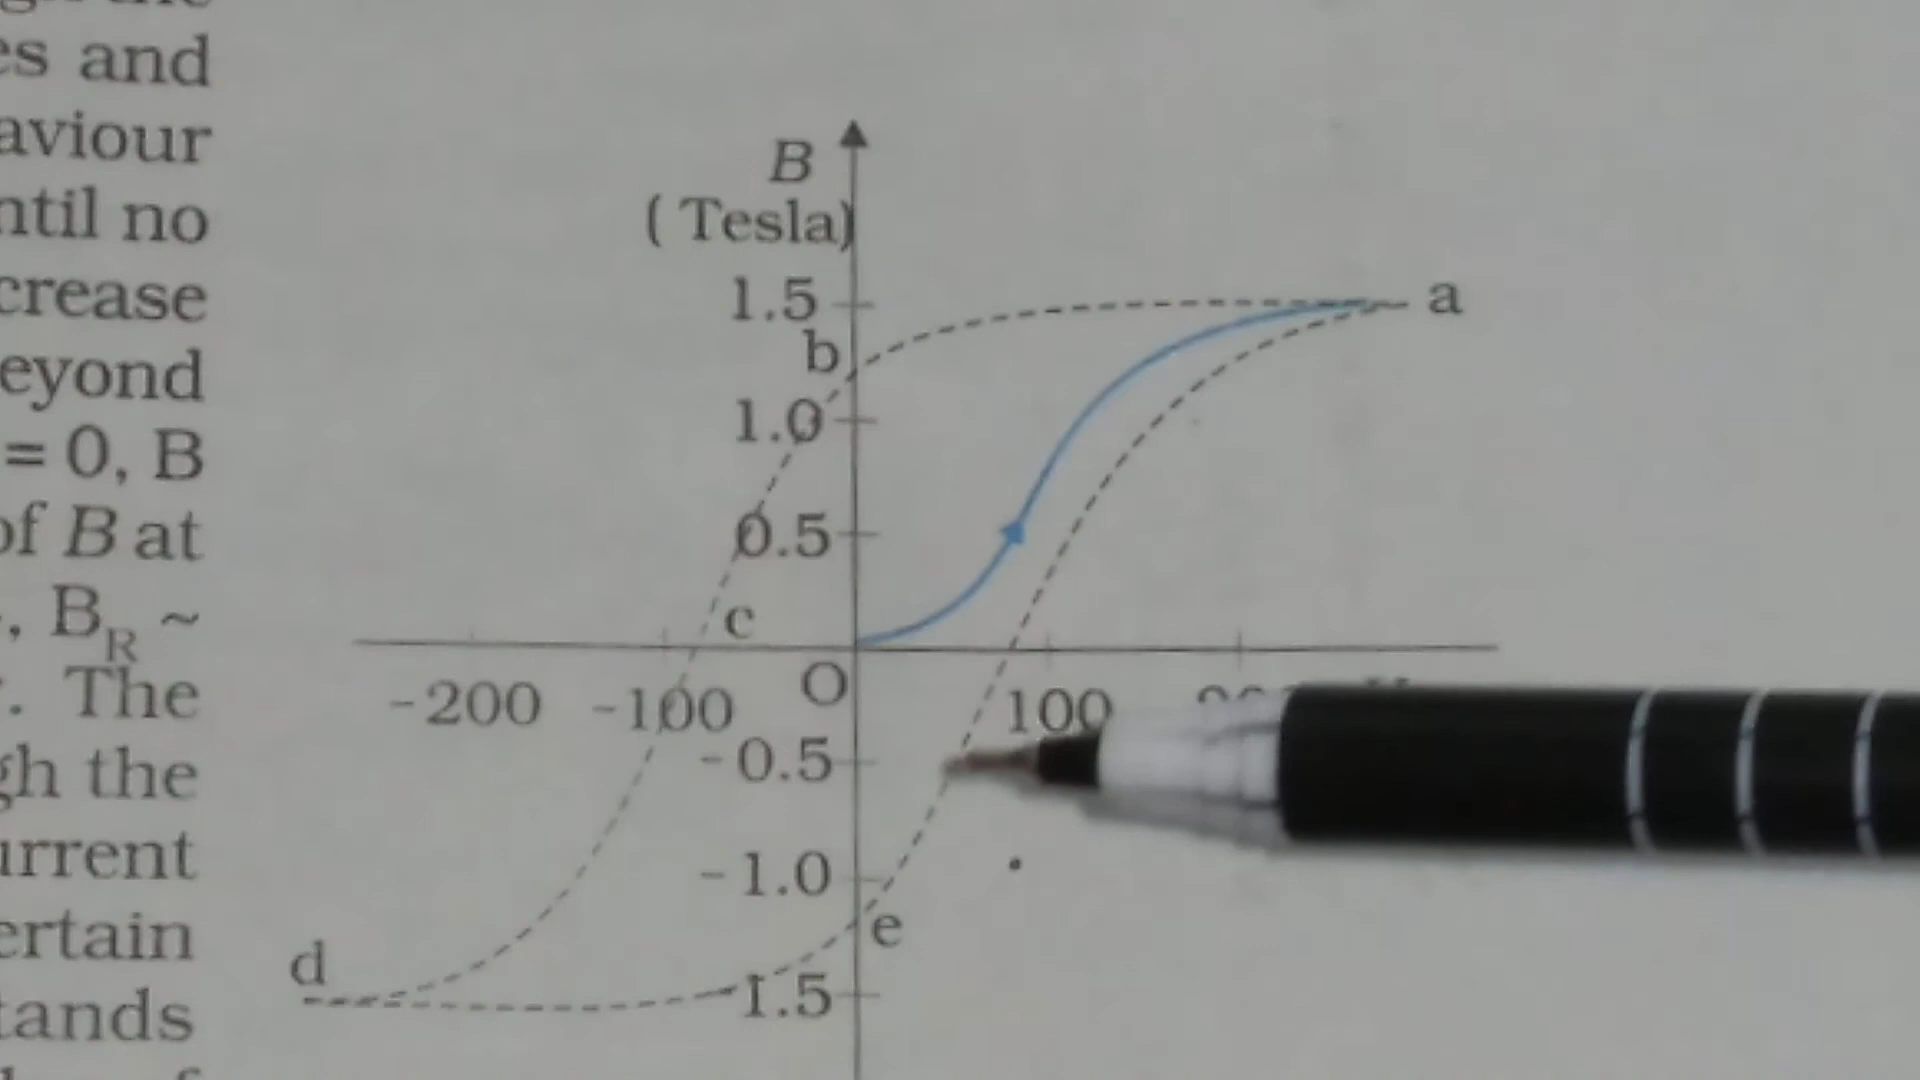 es and
aviour
ntil no
crease
eyond
= 0, B
of B at
, B_R ~
. The
gh the
urrent
ertain
tands
of
B
( Tesla)
1.5
a
b
1.0
0.5
c
O
-200 -100 100
-0.5
-1.0
e
d
-1.5